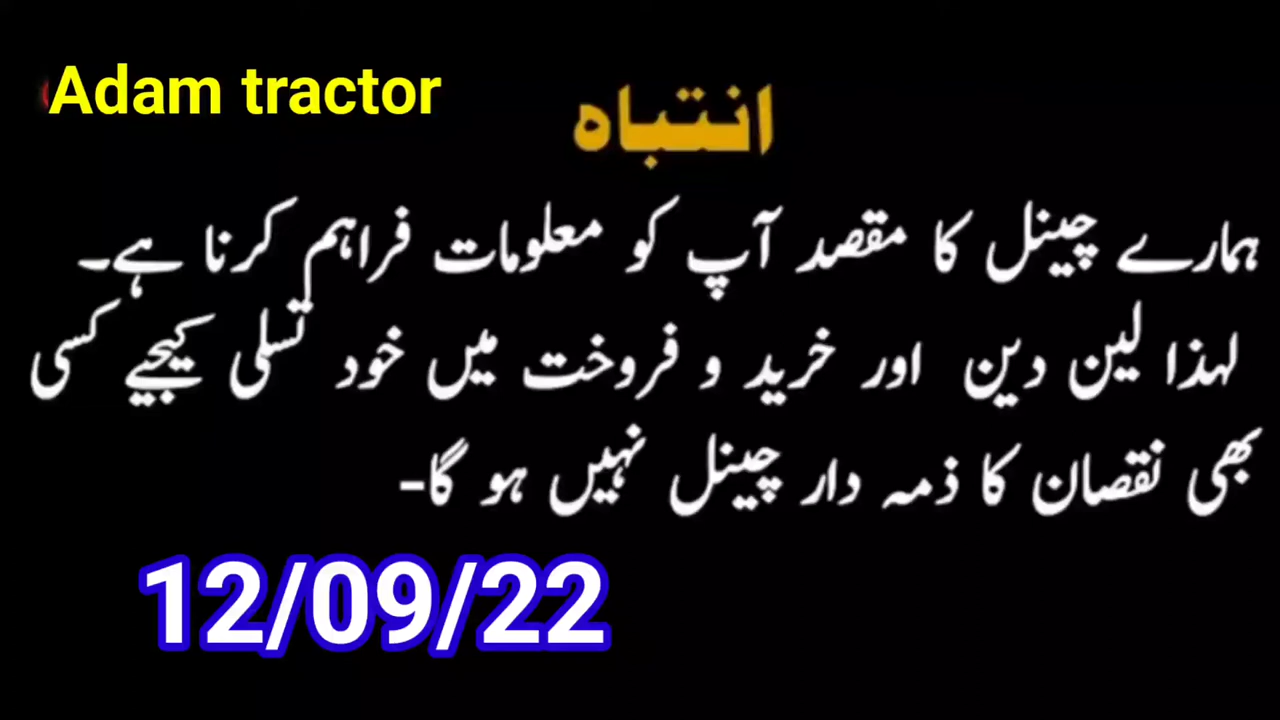 Adam tractor
انتباہ
ہمارے چینل کا مقصد آپ کو معلومات فراہم کرنا ہے۔
لہذا لین دین اور خرید و فروخت میں خود تسلی کیجیے کسی
بھی نقصان کا ذمہ دار چینل نہیں ہو گا-
12/09/22